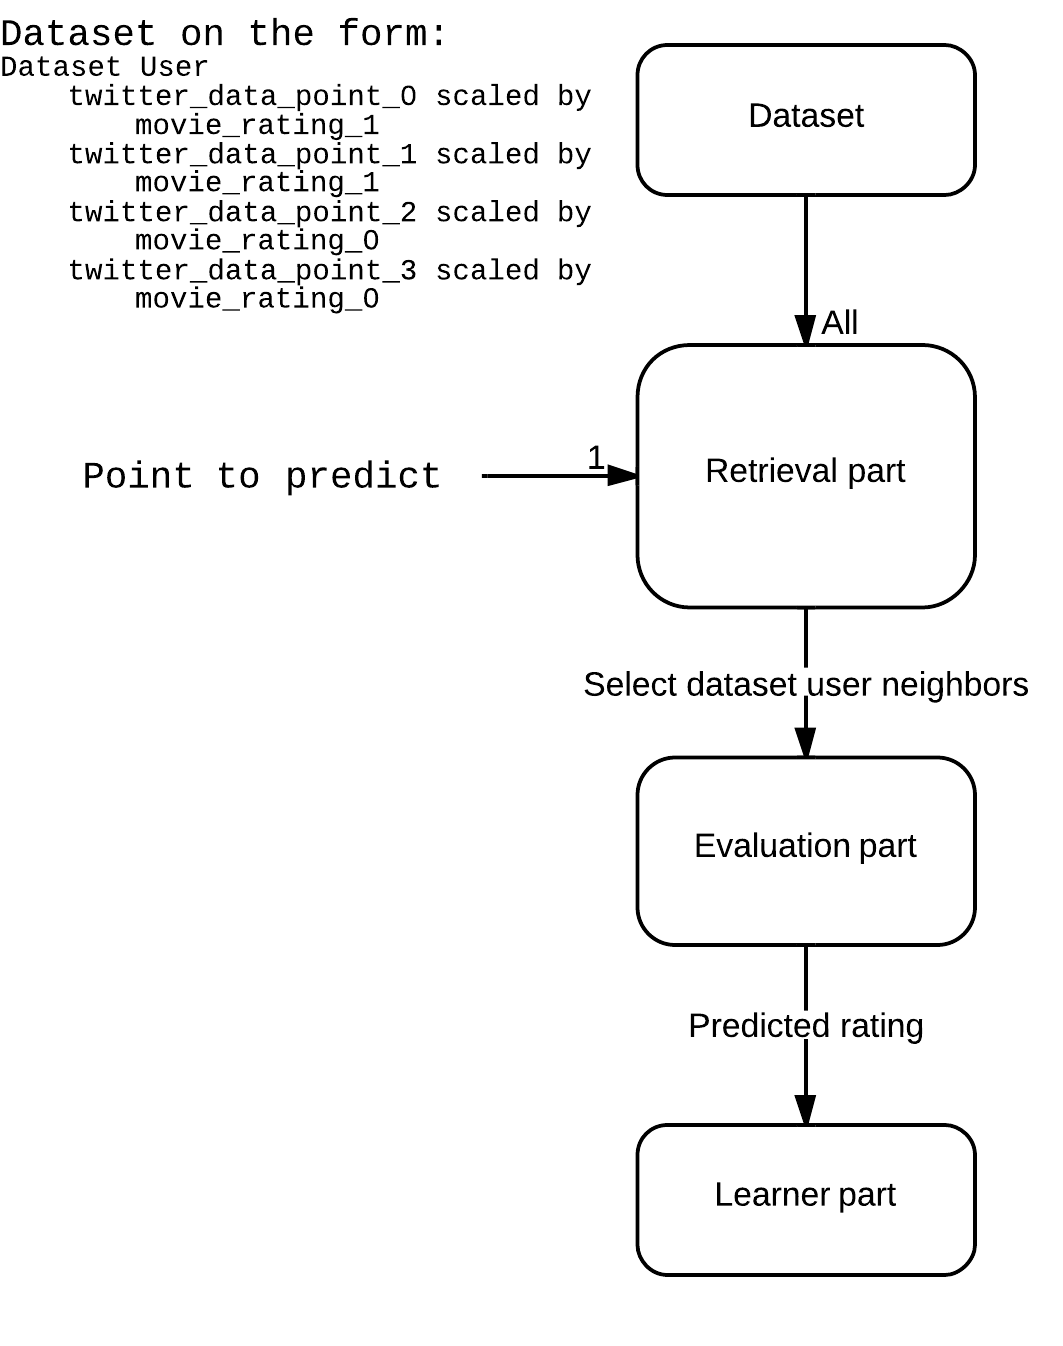 Dataset on the form:
Dataset User
twitter_data_point_0 scaled by
movie_rating_1
twitter_data_point_1 scaled by
movie_rating_1
twitter_data_point_2 scaled by
movie_rating_0
twitter_data_point_3 scaled by
movie_rating_0
Dataset
All
1
Point to predict
Retrieval part
Select dataset user neighbors
Evaluation part
Predicted rating
Learner part